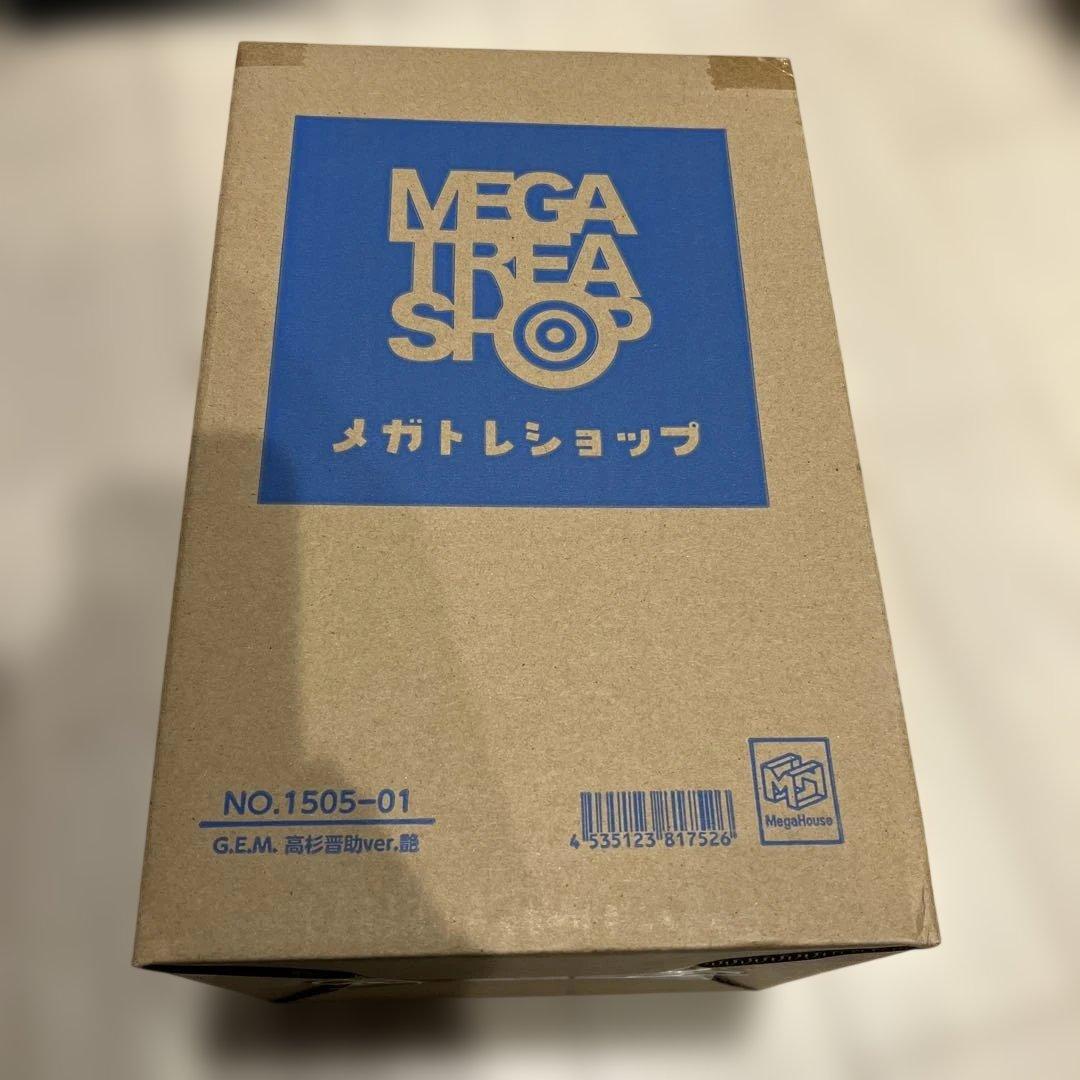 MEGA
TREA
SHOP
メガトレショップ
NO.1505-01
G.E.M. 高杉晋助ver.艶
4 535123 817526
MegaHouse